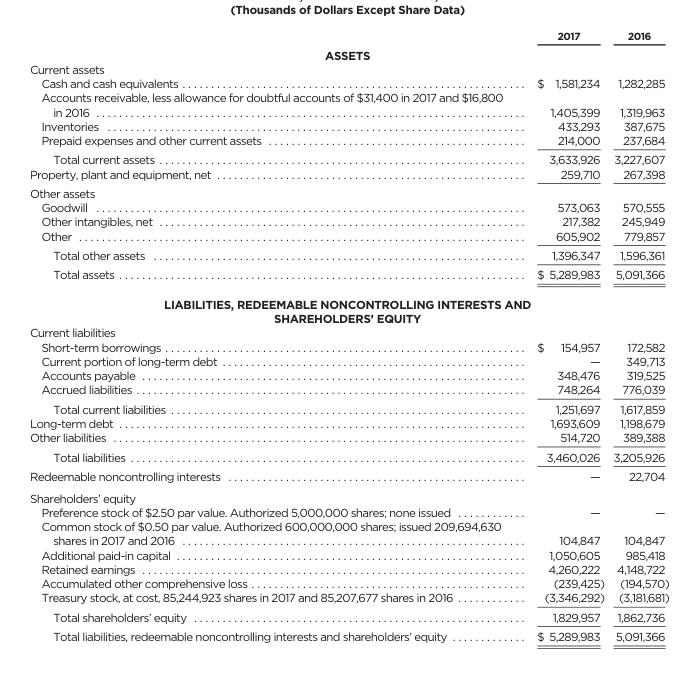 (Thousands of Dollars Except Share Data)
2017 2016
ASSETS
Current assets
Cash and cash equivalents $ 1,581,234 1,282,285
Accounts receivable, less allowance for doubtful accounts of $31,400 in 2017 and $16,800
in 2016 1,405,399 1,319,963
Inventories 433,293 387,675
Prepaid expenses and other current assets 214,000 237,684
Total current assets 3,633,926 3,227,607
Property, plant and equipment, net 259,710 267,398
Other assets
Goodwill 573,063 570,555
Other intangibles, net 217,382 245,949
Other 605,902 779,857
Total other assets 1,396,347 1,596,361
Total assets $ 5,289,983 5,091,366
LIABILITIES, REDEEMABLE NONCONTROLLING INTERESTS AND
SHAREHOLDERS' EQUITY
Current liabilities
Short-term borrowings $ 154,957 172,582
Current portion of long-term debt — 349,713
Accounts payable 348,476 319,525
Accrued liabilities 748,264 776,039
Total current liabilities 1,251,697 1,617,859
Long-term debt 1,693,609 1,198,679
Other liabilities 514,720 389,388
Total liabilities 3,460,026 3,205,926
Redeemable noncontrolling interests — 22,704
Shareholders' equity
Preference stock of $2.50 par value. Authorized 5,000,000 shares; none issued — —
Common stock of $0.50 par value. Authorized 600,000,000 shares; issued 209,694,630
shares in 2017 and 2016 104,847 104,847
Additional paid-in capital 1,050,605 985,418
Retained earnings 4,260,222 4,148,722
Accumulated other comprehensive loss (239,425) (194,570)
Treasury stock, at cost, 85,244,923 shares in 2017 and 85,207,677 shares in 2016 (3,346,292) (3,181,681)
Total shareholders' equity 1,829,957 1,862,736
Total liabilities, redeemable noncontrolling interests and shareholders' equity $ 5,289,983 5,091,366